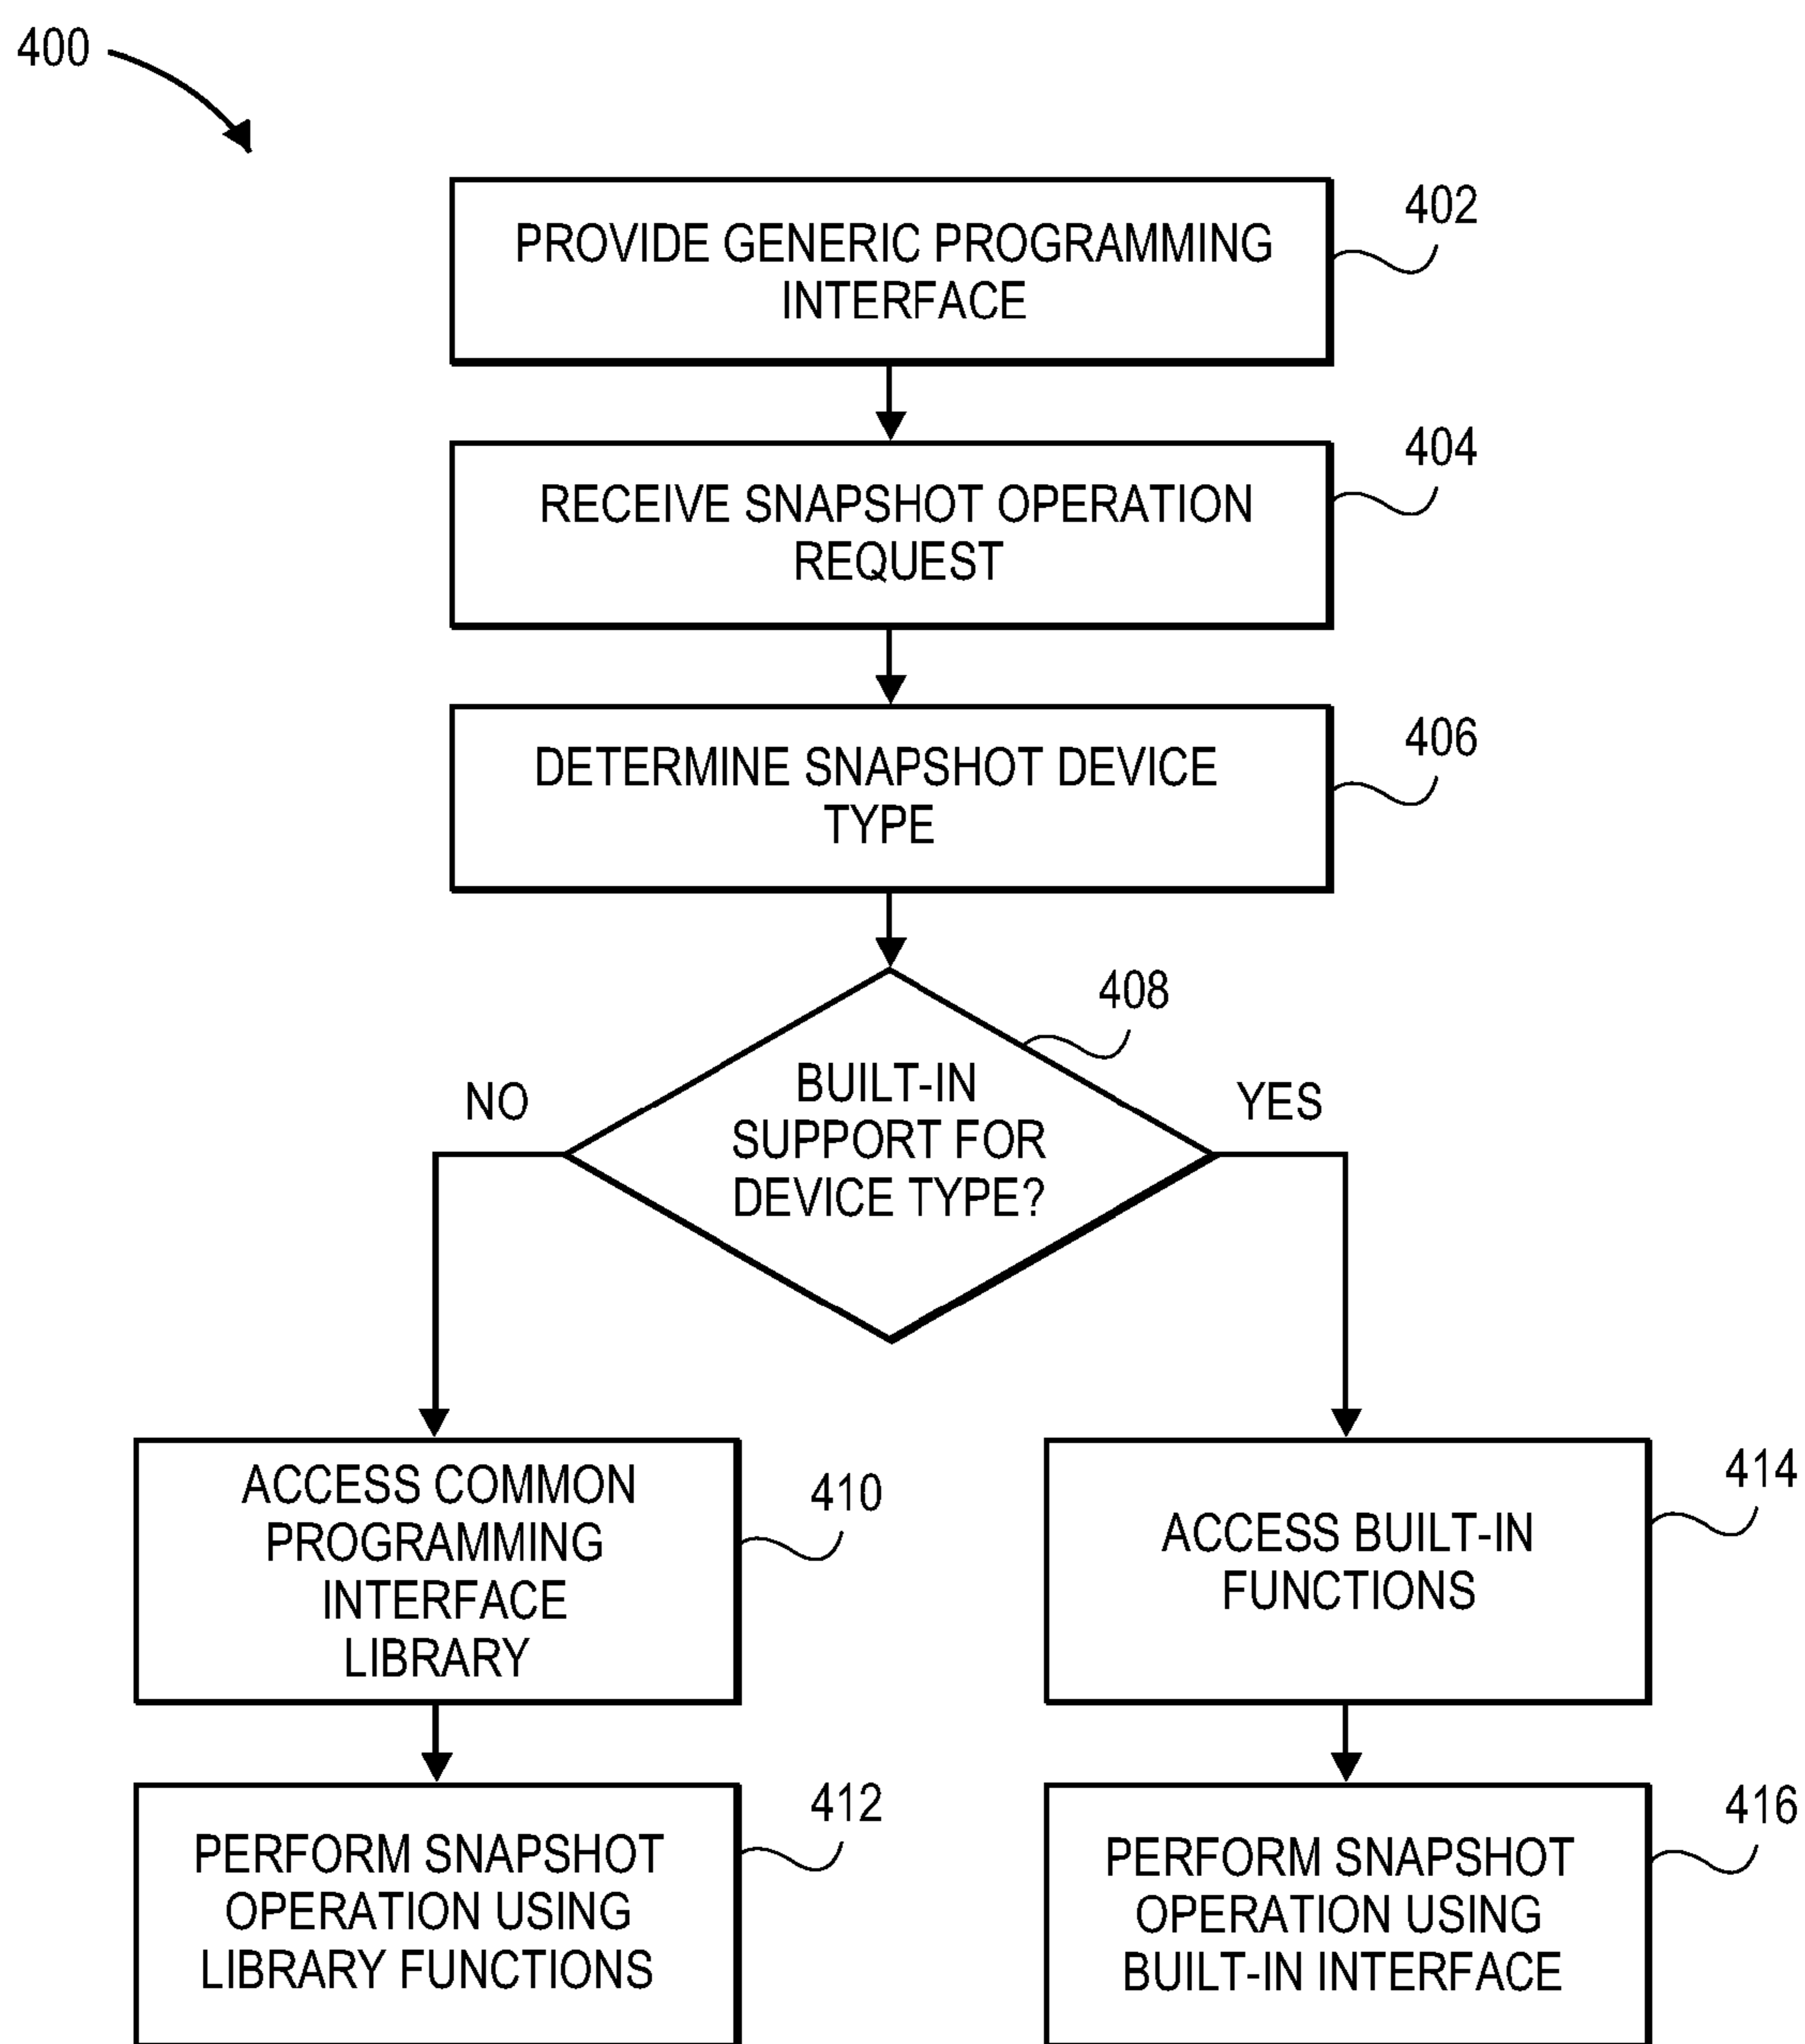 400
PROVIDE GENERIC PROGRAMMING
INTERFACE
402
RECEIVE SNAPSHOT OPERATION
REQUEST
404
DETERMINE SNAPSHOT DEVICE
TYPE
406
408
BUILT-IN
SUPPORT FOR
DEVICE TYPE?
NO
YES
ACCESS COMMON
PROGRAMMING
INTERFACE
LIBRARY
410
ACCESS BUILT-IN
FUNCTIONS
414
PERFORM SNAPSHOT
OPERATION USING
LIBRARY FUNCTIONS
412
PERFORM SNAPSHOT
OPERATION USING
BUILT-IN INTERFACE
416